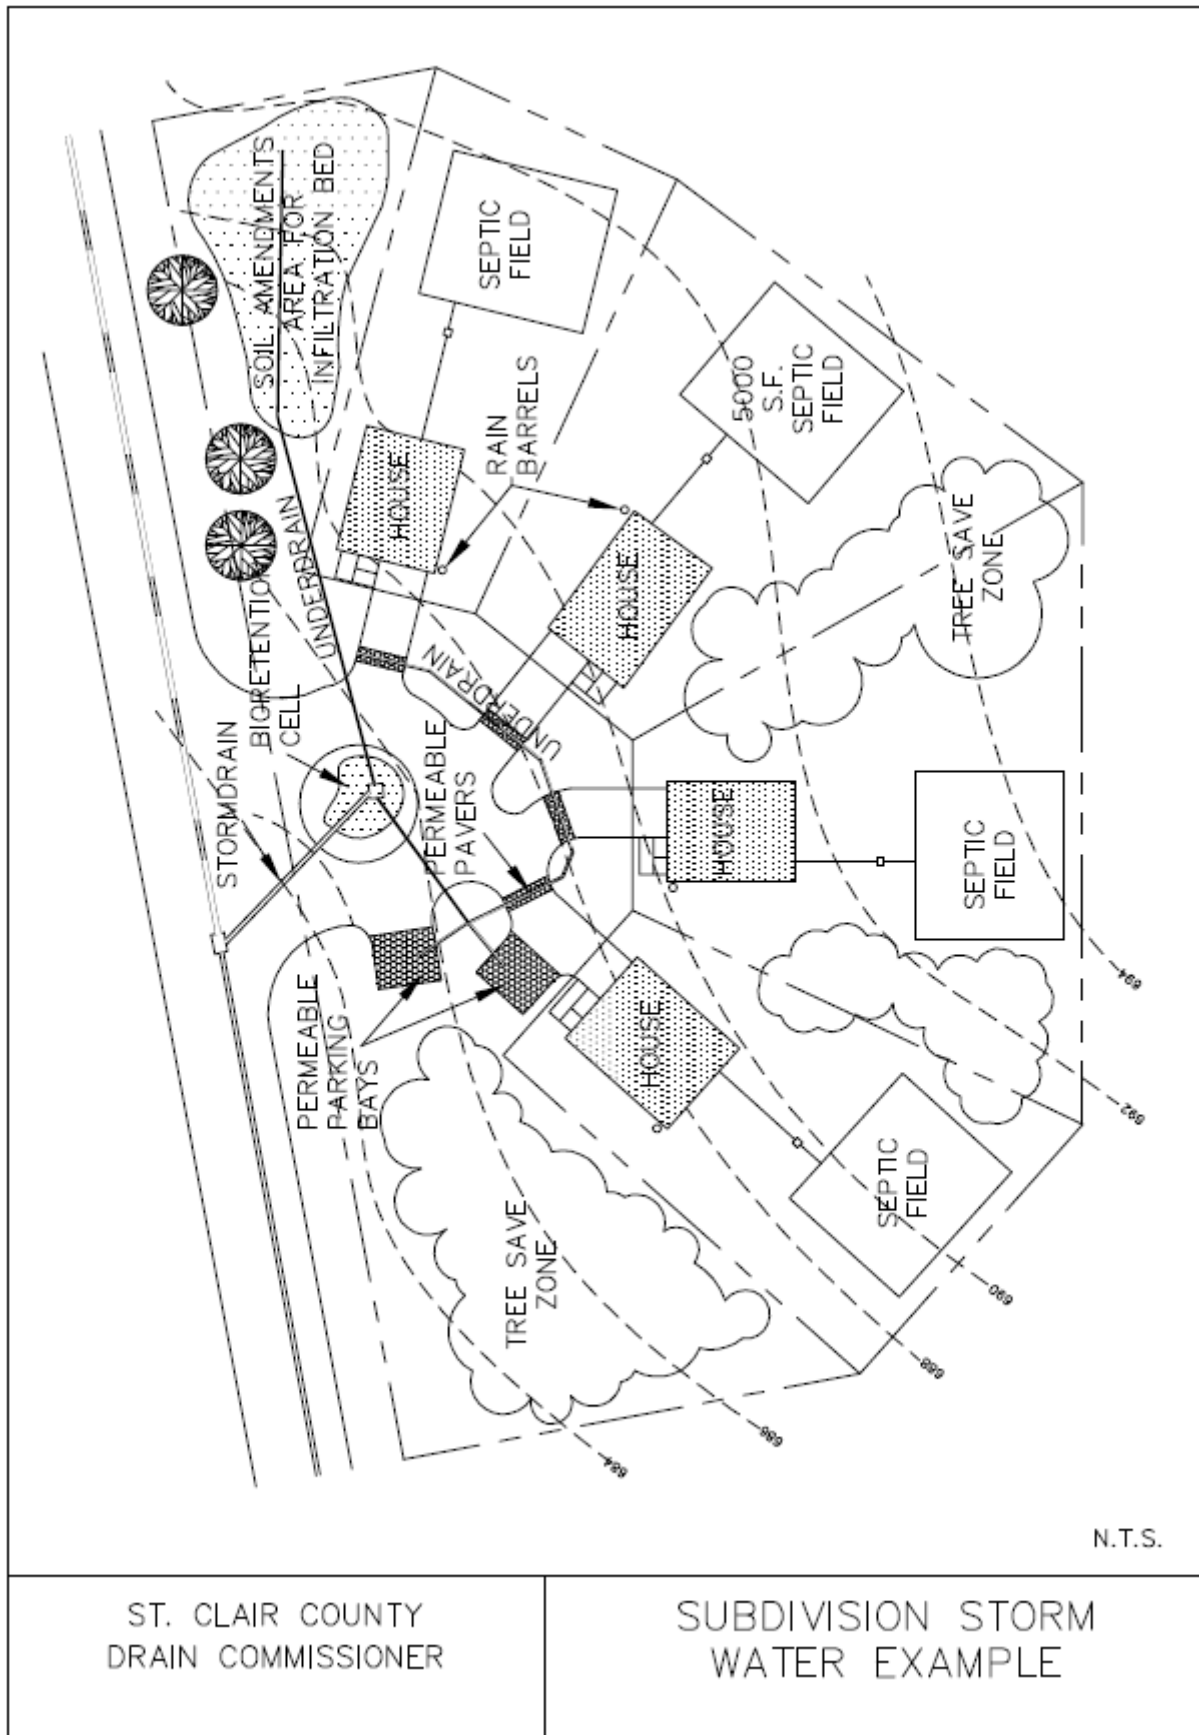 SOIL AMENDMENTS
AREA FOR
INFILTRATION BED
SEPTIC
FIELD
RAIN
BARRELS
HOUSE
5000
S.F.
SEPTIC
FIELD
UNDERDRAIN
BIORETENTION
CELL
STORMDRAIN
UNDERDRAIN
HOUSE
TREE SAVE
ZONE
PERMEABLE
PAVERS
HOUSE
SEPTIC
FIELD
PERMEABLE
PARKING
BAYS
HOUSE
SEPTIC
FIELD
TREE SAVE
ZONE
694
692
690
688
686
684
N.T.S.
ST. CLAIR COUNTY
DRAIN COMMISSIONER
SUBDIVISION STORM
WATER EXAMPLE